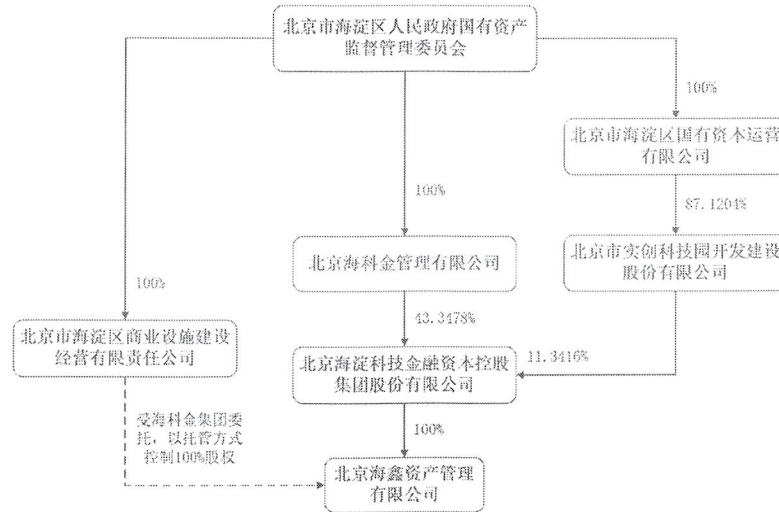 北京市海淀区人民政府国有资产
监督管理委员会
100%
北京市海淀区国有资本运营
有限公司
100%
87.1204%
北京海科金管理有限公司
北京市实创科技园开发建设
股份有限公司
100%
43.3478%
北京市海淀区商业设施建设
经营有限责任公司
北京海淀科技金融资本控股
集团股份有限公司
11.3416%
受海科金集团委
托，以托管方式
控制100%股权
100%
北京海鑫资产管理
有限公司